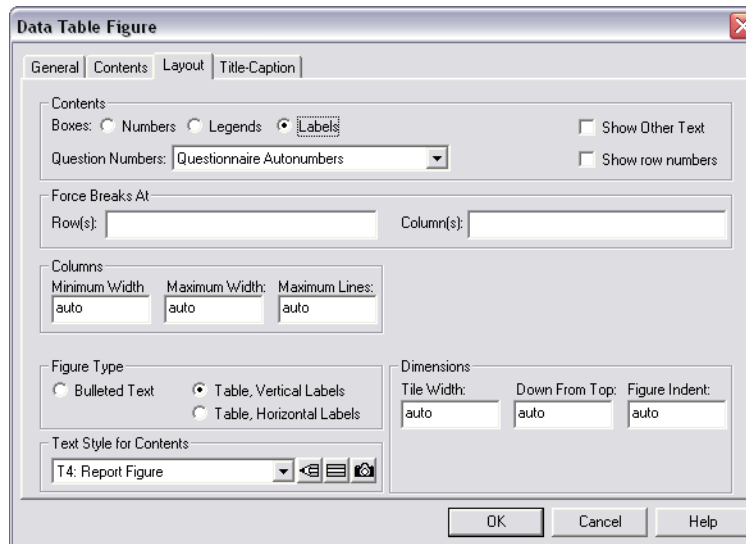 Data Table Figure
General Contents Layout Title-Caption
Contents
Boxes: Numbers Legends Labels Show Other Text
Question Numbers: Questionnaire Autonumbers Show row numbers
Force Breaks At
Row(s): Column(s):
Columns
Minimum Width Maximum Width: Maximum Lines:
auto auto auto
Figure Type Dimensions
Bulleted Text Table, Vertical Labels Tile Width: Down From Top: Figure Indent:
Table, Horizontal Labels auto auto auto
Text Style for Contents
T4: Report Figure
OK Cancel Help